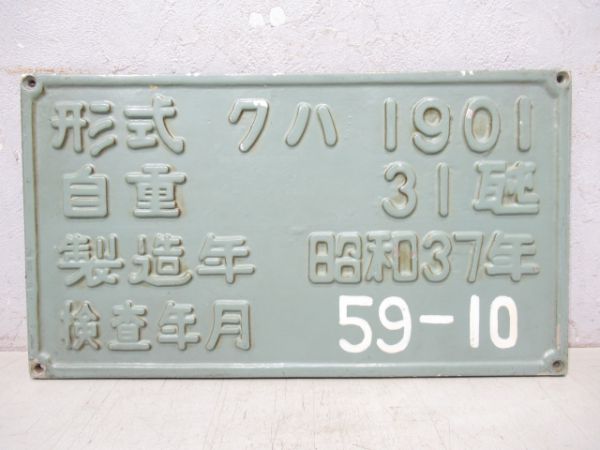 形式 クハ 1901
自重 31瓲
製造年 昭和37年
検査年月 59-10